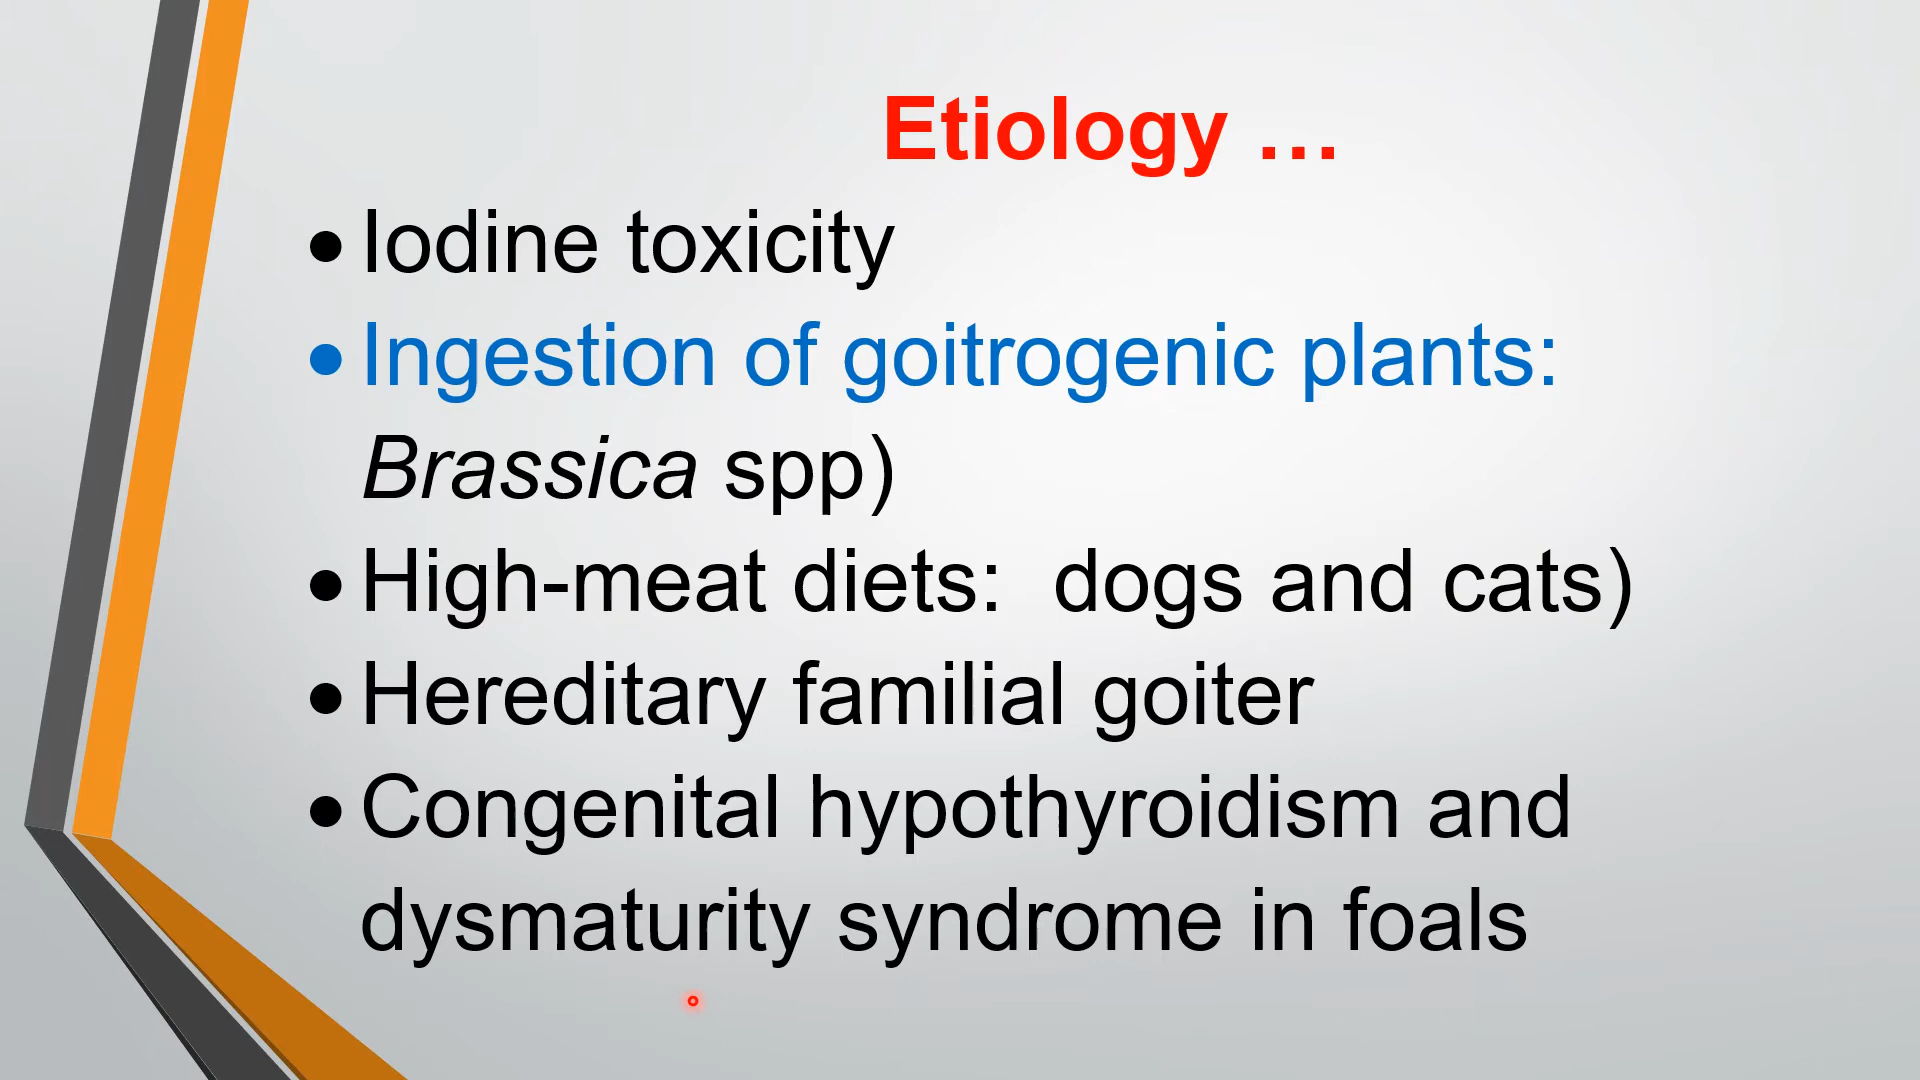 Etiology …
• Iodine toxicity
• Ingestion of goitrogenic plants:
Brassica spp)
• High-meat diets:  dogs and cats)
• Hereditary familial goiter
• Congenital hypothyroidism and
dysmaturity syndrome in foals